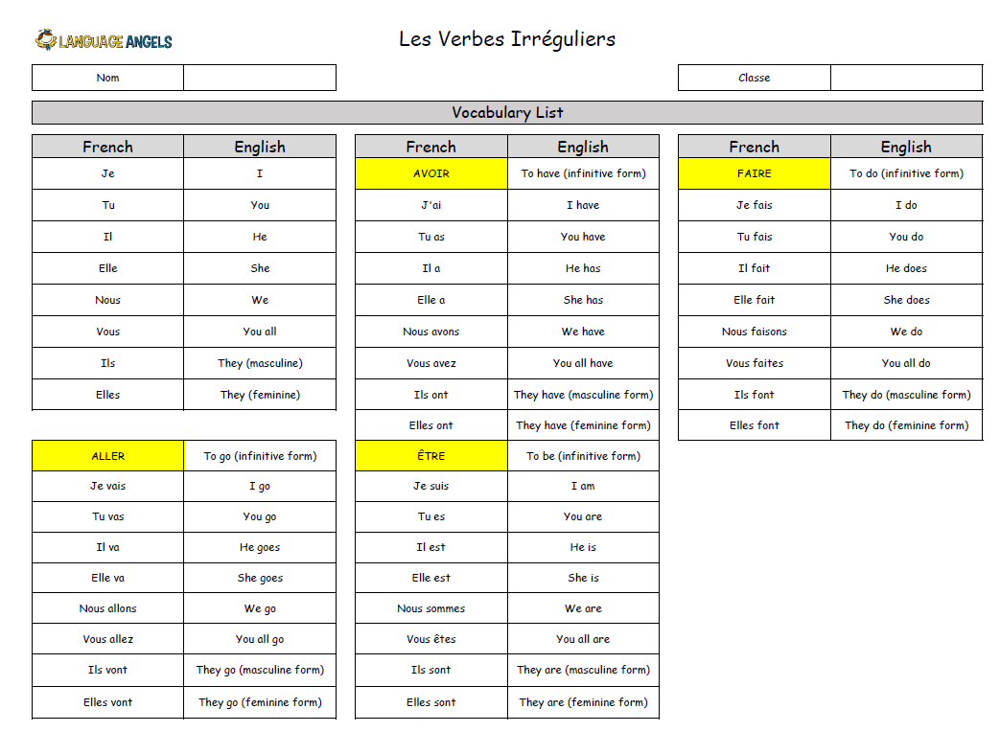 LANGUAGE ANGELS
Les Verbes Irréguliers
Nom
Classe
Vocabulary List
French English
Je I
Tu You
Il He
Elle She
Nous We
Vous You all
Ils They (masculine)
Elles They (feminine)
ALLER To go (infinitive form)
Je vais I go
Tu vas You go
Il va He goes
Elle va She goes
Nous allons We go
Vous allez You all go
Ils vont They go (masculine form)
Elles vont They go (feminine form)
French English
AVOIR To have (infinitive form)
J'ai I have
Tu as You have
Il a He has
Elle a She has
Nous avons We have
Vous avez You all have
Ils ont They have (masculine form)
Elles ont They have (feminine form)
ÊTRE To be (infinitive form)
Je suis I am
Tu es You are
Il est He is
Elle est She is
Nous sommes We are
Vous êtes You all are
Ils sont They are (masculine form)
Elles sont They are (feminine form)
French English
FAIRE To do (infinitive form)
Je fais I do
Tu fais You do
Il fait He does
Elle fait She does
Nous faisons We do
Vous faites You all do
Ils font They do (masculine form)
Elles font They do (feminine form)